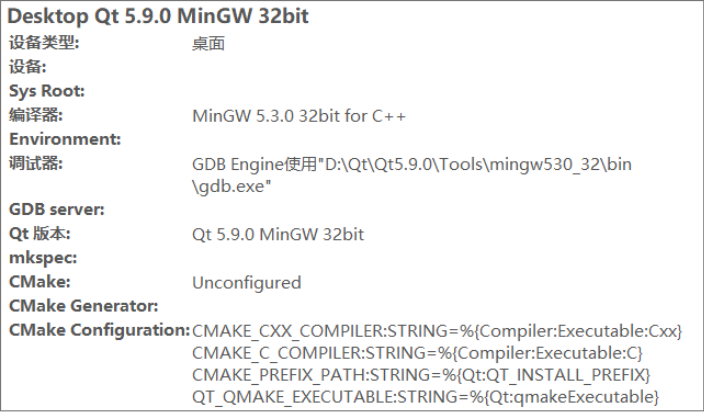 Desktop Qt 5.9.0 MinGW 32bit
设备类型: 桌面
设备:
Sys Root:
编译器: MinGW 5.3.0 32bit for C++
Environment:
调试器: GDB Engine使用"D:\Qt\Qt5.9.0\Tools\mingw530_32\bin
\gdb.exe"
GDB server:
Qt 版本: Qt 5.9.0 MinGW 32bit
mkspec:
CMake: Unconfigured
CMake Generator:
CMake Configuration: CMAKE_CXX_COMPILER:STRING=%{Compiler:Executable:Cxx}
CMAKE_C_COMPILER:STRING=%{Compiler:Executable:C}
CMAKE_PREFIX_PATH:STRING=%{Qt:QT_INSTALL_PREFIX}
QT_QMAKE_EXECUTABLE:STRING=%{Qt:qmakeExecutable}